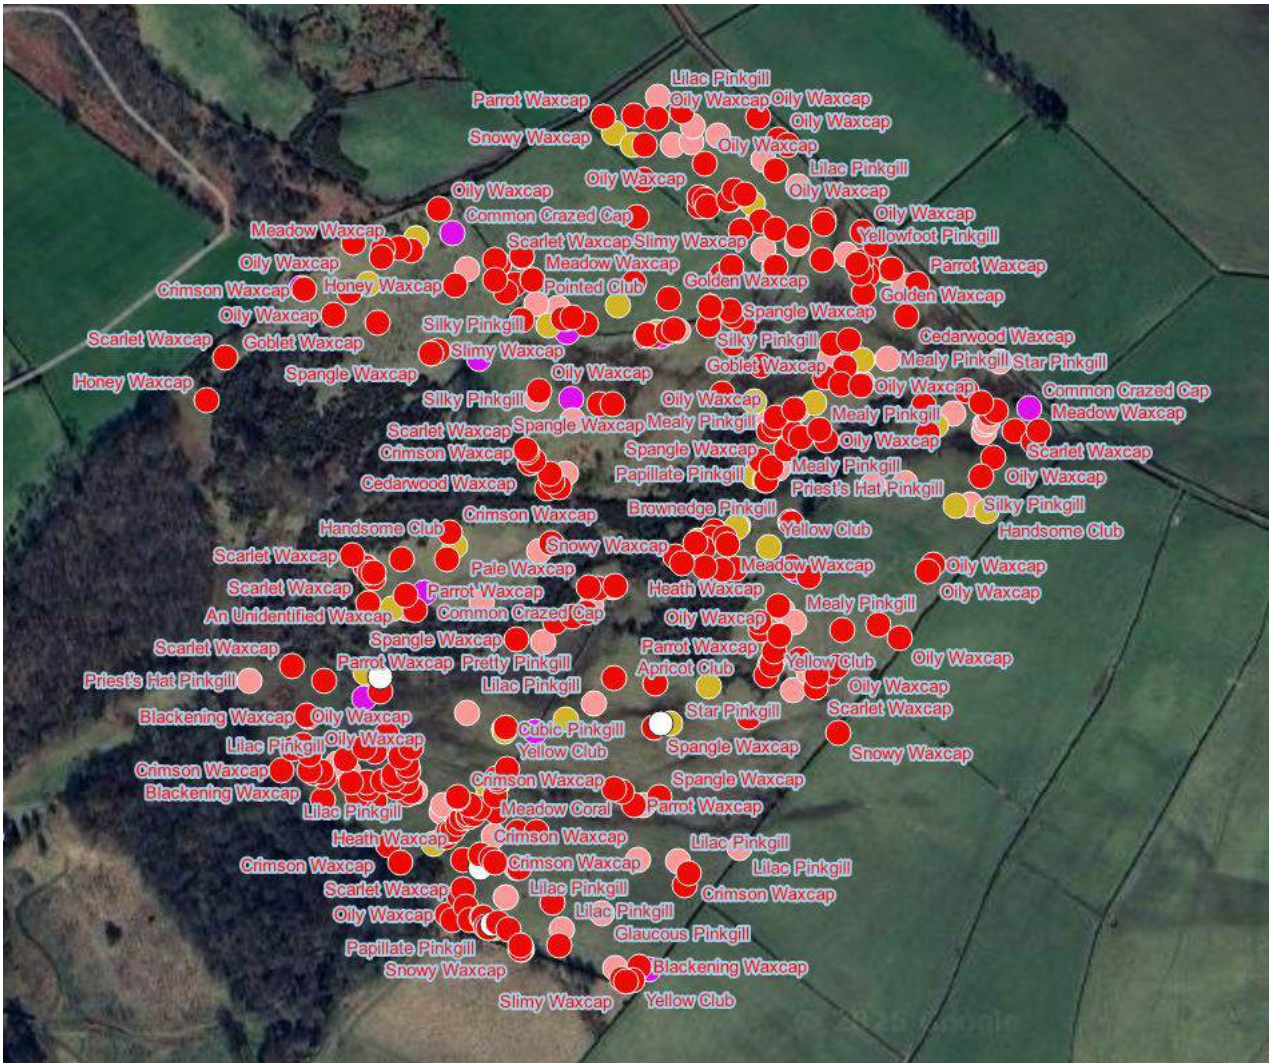 Lilac Pinkgill
Parrot Waxcap
Oily Waxcap
Oily Waxcap
Oily Waxcap
Snowy Waxcap
Oily Waxcap
Lilac Pinkgill
Oily Waxcap
Oily Waxcap
Oily Waxcap
Common Crazed Cap
Oily Waxcap
Meadow Waxcap
Scarlet Waxcap
Slimy Waxcap
Yellowfoot Pinkgill
Oily Waxcap
Meadow Waxcap
Parrot Waxcap
Crimson Waxcap
Honey Waxcap
Pointed Club
Golden Waxcap
Golden Waxcap
Oily Waxcap
Spangle Waxcap
Silky Pinkgill
Scarlet Waxcap
Goblet Waxcap
Silky Pinkgill
Cedarwood Waxcap
Slimy Waxcap
Mealy Pinkgill
Star Pinkgill
Honey Waxcap
Spangle Waxcap
Oily Waxcap
Goblet Waxcap
Oily Waxcap
Common Crazed Cap
Silky Pinkgill
Oily Waxcap
Mealy Pinkgill
Meadow Waxcap
Scarlet Waxcap
Spangle Waxcap
Mealy Pinkgill
Oily Waxcap
Crimson Waxcap
Spangle Waxcap
Scarlet Waxcap
Cedarwood Waxcap
Papillate Pinkgill
Mealy Pinkgill
Oily Waxcap
Priest's Hat Pinkgill
Brownedge Pinkgill
Silky Pinkgill
Handsome Club
Crimson Waxcap
Yellow Club
Handsome Club
Scarlet Waxcap
Snowy Waxcap
Pale Waxcap
Meadow Waxcap
Oily Waxcap
Scarlet Waxcap
Parrot Waxcap
Heath Waxcap
Oily Waxcap
An Unidentified Waxcap
Common Crazed Cap
Oily Waxcap
Mealy Pinkgill
Scarlet Waxcap
Spangle Waxcap
Parrot Waxcap
Oily Waxcap
Priest's Hat Pinkgill
Parrot Waxcap
Pretty Pinkgill
Apricot Club
Yellow Club
Lilac Pinkgill
Oily Waxcap
Blackening Waxcap
Oily Waxcap
Cubic Pinkgill
Star Pinkgill
Scarlet Waxcap
Lilac Pinkgill
Oily Waxcap
Yellow Club
Spangle Waxcap
Snowy Waxcap
Crimson Waxcap
Crimson Waxcap
Spangle Waxcap
Blackening Waxcap
Lilac Pinkgill
Meadow Coral
Parrot Waxcap
Heath Waxcap
Crimson Waxcap
Lilac Pinkgill
Crimson Waxcap
Crimson Waxcap
Lilac Pinkgill
Scarlet Waxcap
Lilac Pinkgill
Crimson Waxcap
Oily Waxcap
Lilac Pinkgill
Papillate Pinkgill
Glaucous Pinkgill
Snowy Waxcap
Blackening Waxcap
Slimy Waxcap
Yellow Club